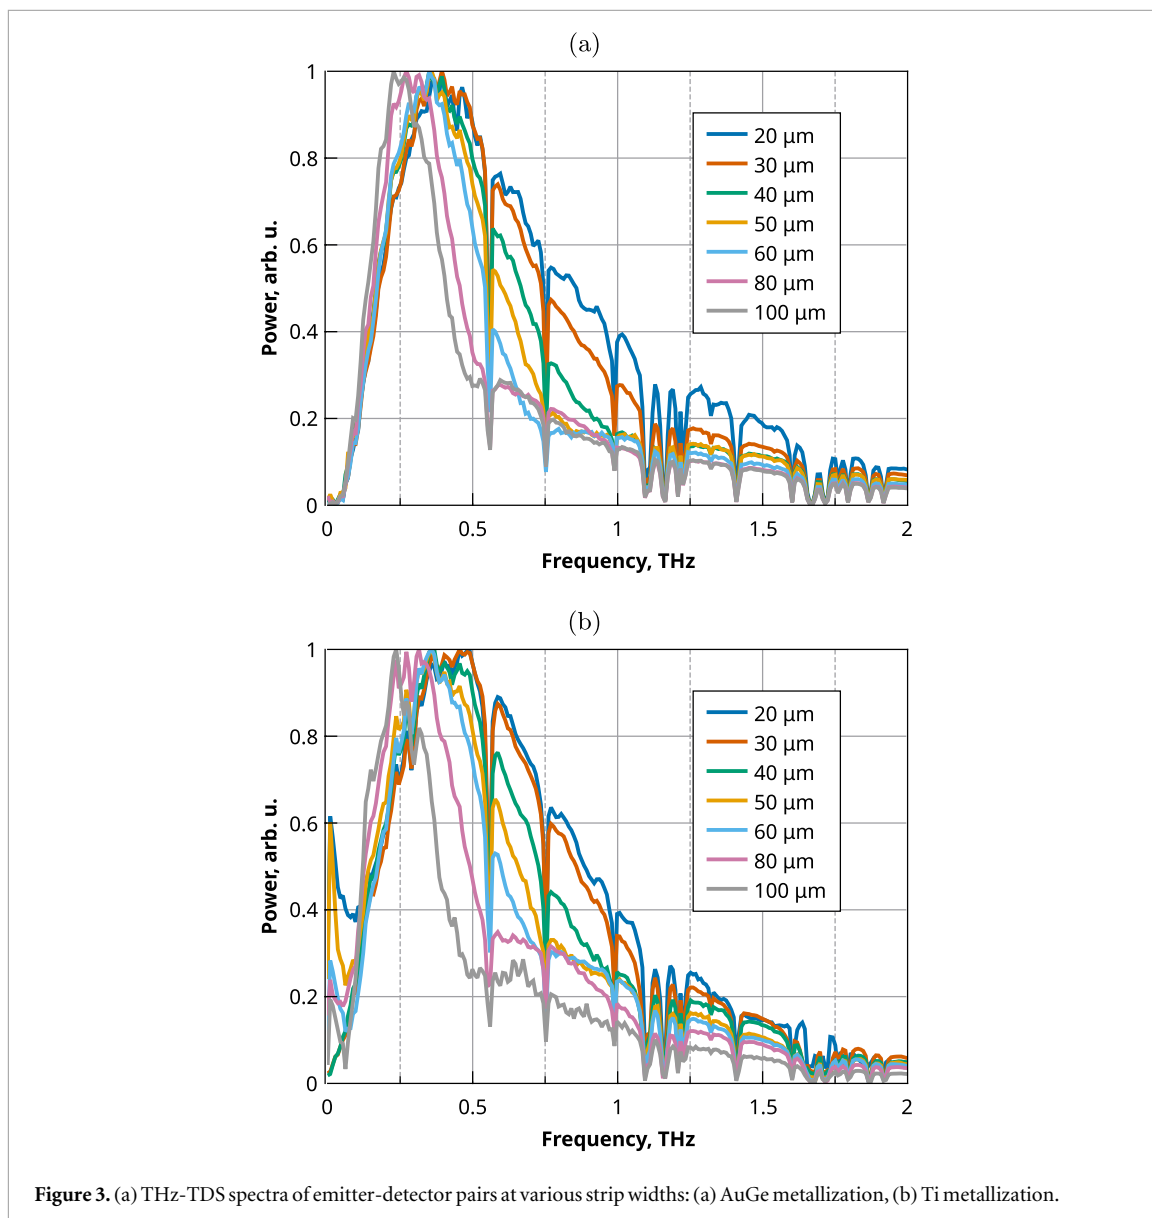 (a)
1
0.8
0.6
0.4
0.2
0
Power, arb. u.
20 µm
30 µm
40 µm
50 µm
60 µm
80 µm
100 µm
0 0.5 1 1.5 2
Frequency, THz
(b)
1
0.8
0.6
0.4
0.2
0
Power, arb. u.
20 µm
30 µm
40 µm
50 µm
60 µm
80 µm
100 µm
0 0.5 1 1.5 2
Frequency, THz
Figure 3. (a) THz-TDS spectra of emitter-detector pairs at various strip widths: (a) AuGe metallization, (b) Ti metallization.